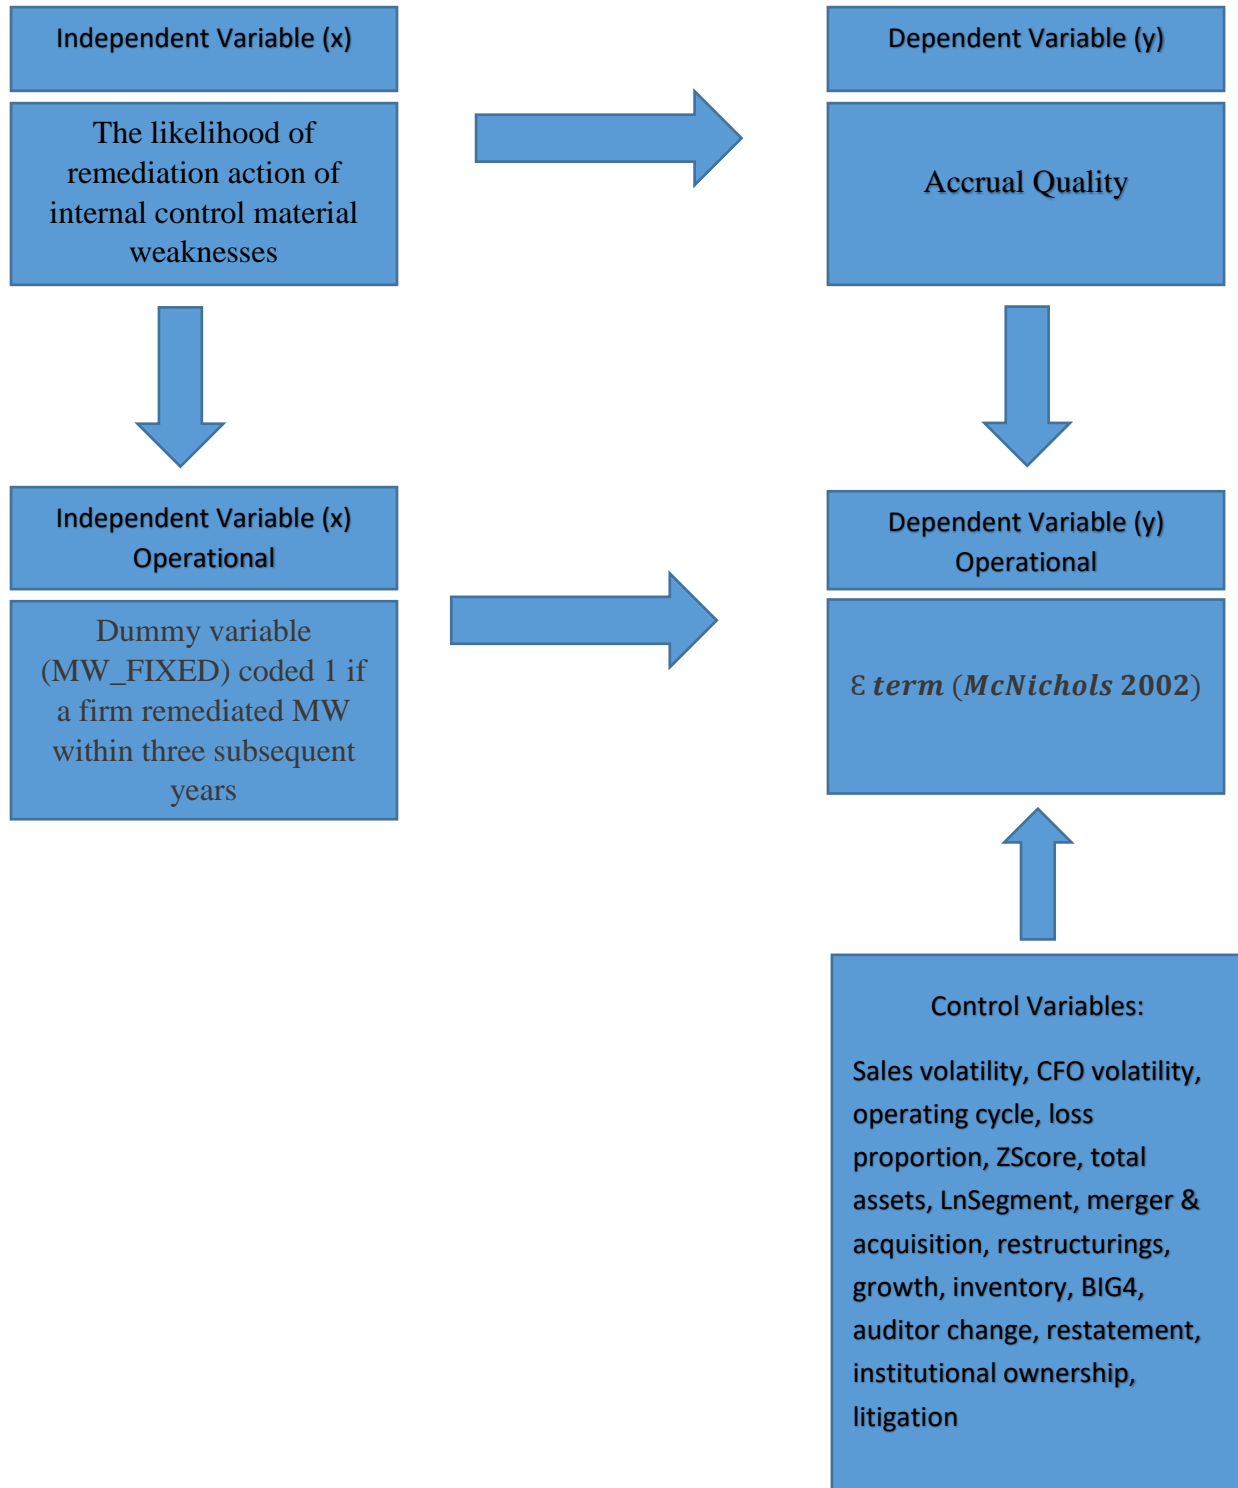 Independent Variable (x)
The likelihood of
remediation action of
internal control material
weaknesses
Dependent Variable (y)
Accrual Quality
Independent Variable (x)
Operational
Dummy variable
(MW_FIXED) coded 1 if
a firm remediated MW
within three subsequent
years
Dependent Variable (y)
Operational
Ɛ term (McNichols 2002)
Control Variables:
Sales volatility, CFO volatility,
operating cycle, loss
proportion, ZScore, total
assets, LnSegment, merger &
acquisition, restructurings,
growth, inventory, BIG4,
auditor change, restatement,
institutional ownership,
litigation